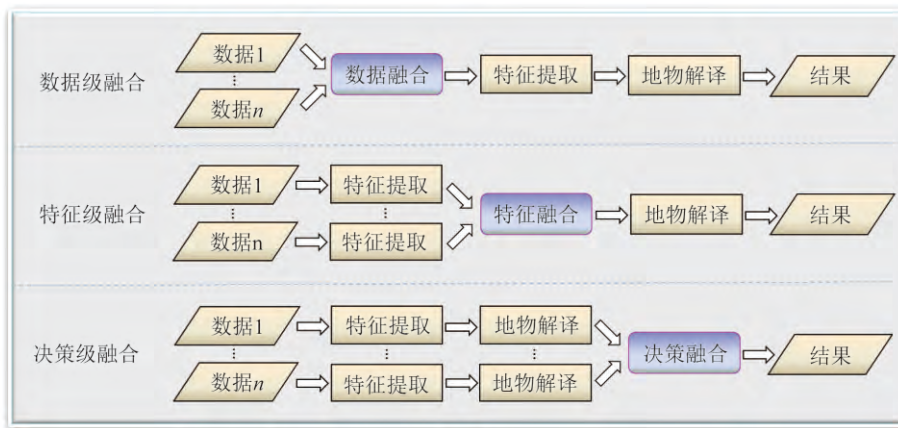 数据级融合
数据1
数据n
数据融合
特征提取
地物解译
结果
特征级融合
数据1
特征提取
数据n
特征提取
特征融合
地物解译
结果
决策级融合
数据1
特征提取
地物解译
数据n
特征提取
地物解译
决策融合
结果